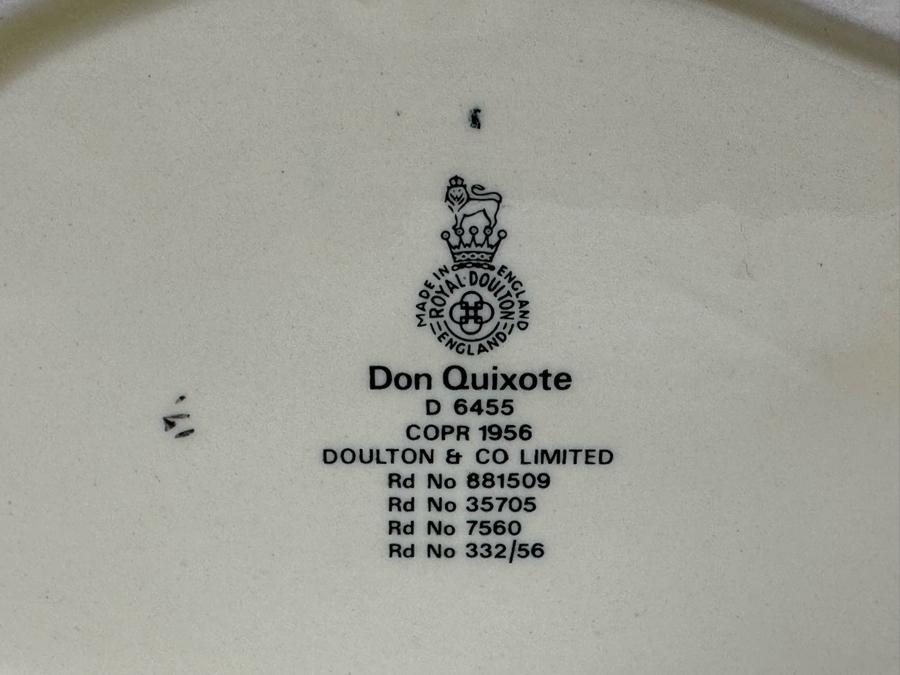 MADE IN ENGLAND
ROYAL·DOULTON
ENGLAND
Don Quixote
D 6455
COPR 1956
DOULTON & CO LIMITED
Rd No 881509
Rd No 35705
Rd No 7560
Rd No 332/56